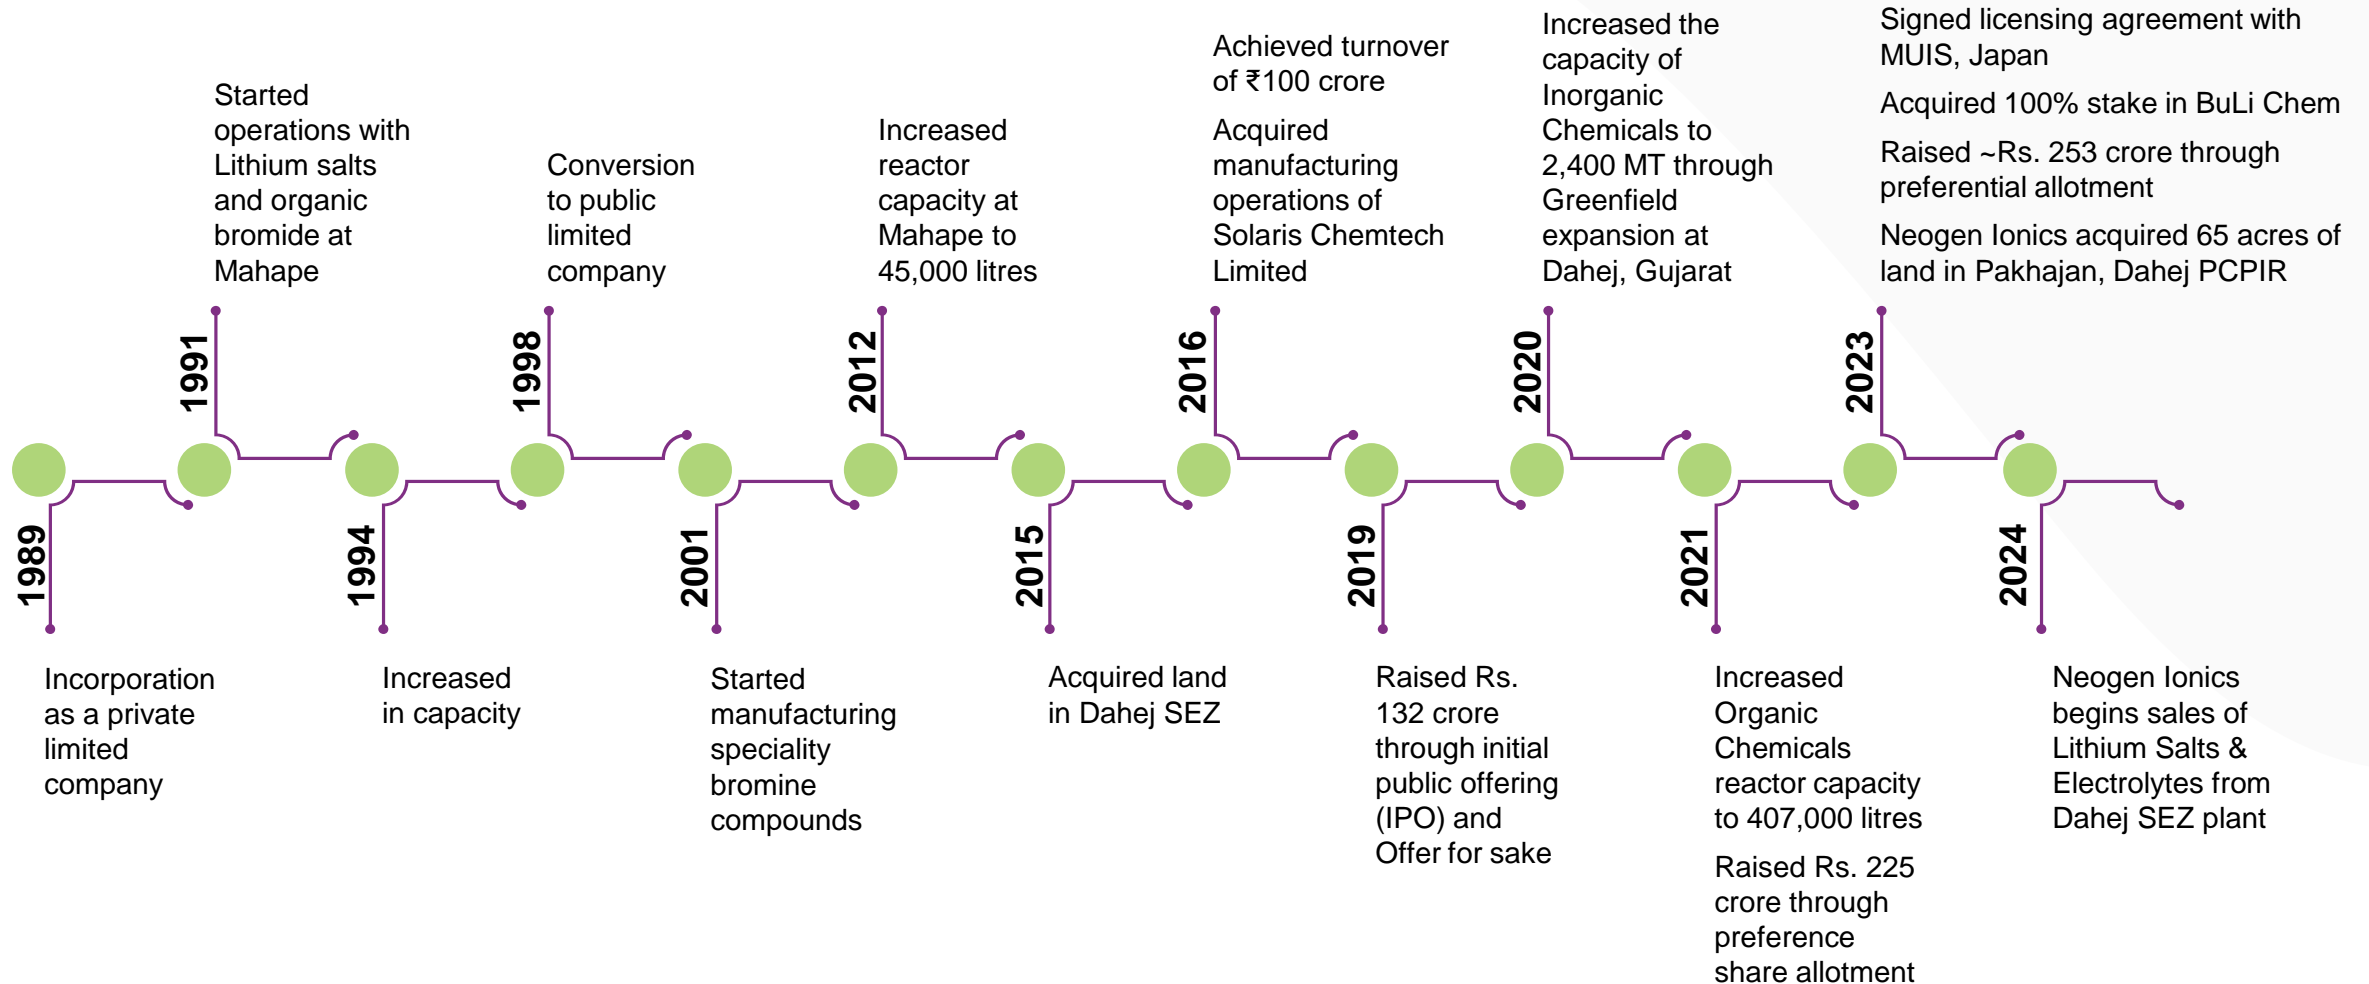 1989
Incorporation
as a private
limited
company
1991
Started
operations with
Lithium salts
and organic
bromide at
Mahape
1994
Increased
in capacity
1998
Conversion
to public
limited
company
2001
Started
manufacturing
speciality
bromine
compounds
2012
Increased
reactor
capacity at
Mahape to
45,000 litres
2015
Acquired land
in Dahej SEZ
2016
Achieved turnover
of ₹100 crore
Acquired
manufacturing
operations of
Solaris Chemtech
Limited
2019
Raised Rs.
132 crore
through initial
public offering
(IPO) and
Offer for sake
2020
Increased the
capacity of
Inorganic
Chemicals to
2,400 MT through
Greenfield
expansion at
Dahej, Gujarat
2021
Increased
Organic
Chemicals
reactor capacity
to 407,000 litres
Raised Rs. 225
crore through
preference
share allotment
2023
Signed licensing agreement with
MUIS, Japan
Acquired 100% stake in BuLi Chem
Raised ~Rs. 253 crore through
preferential allotment
Neogen Ionics acquired 65 acres of
land in Pakhajan, Dahej PCPIR
2024
Neogen Ionics
begins sales of
Lithium Salts &
Electrolytes from
Dahej SEZ plant